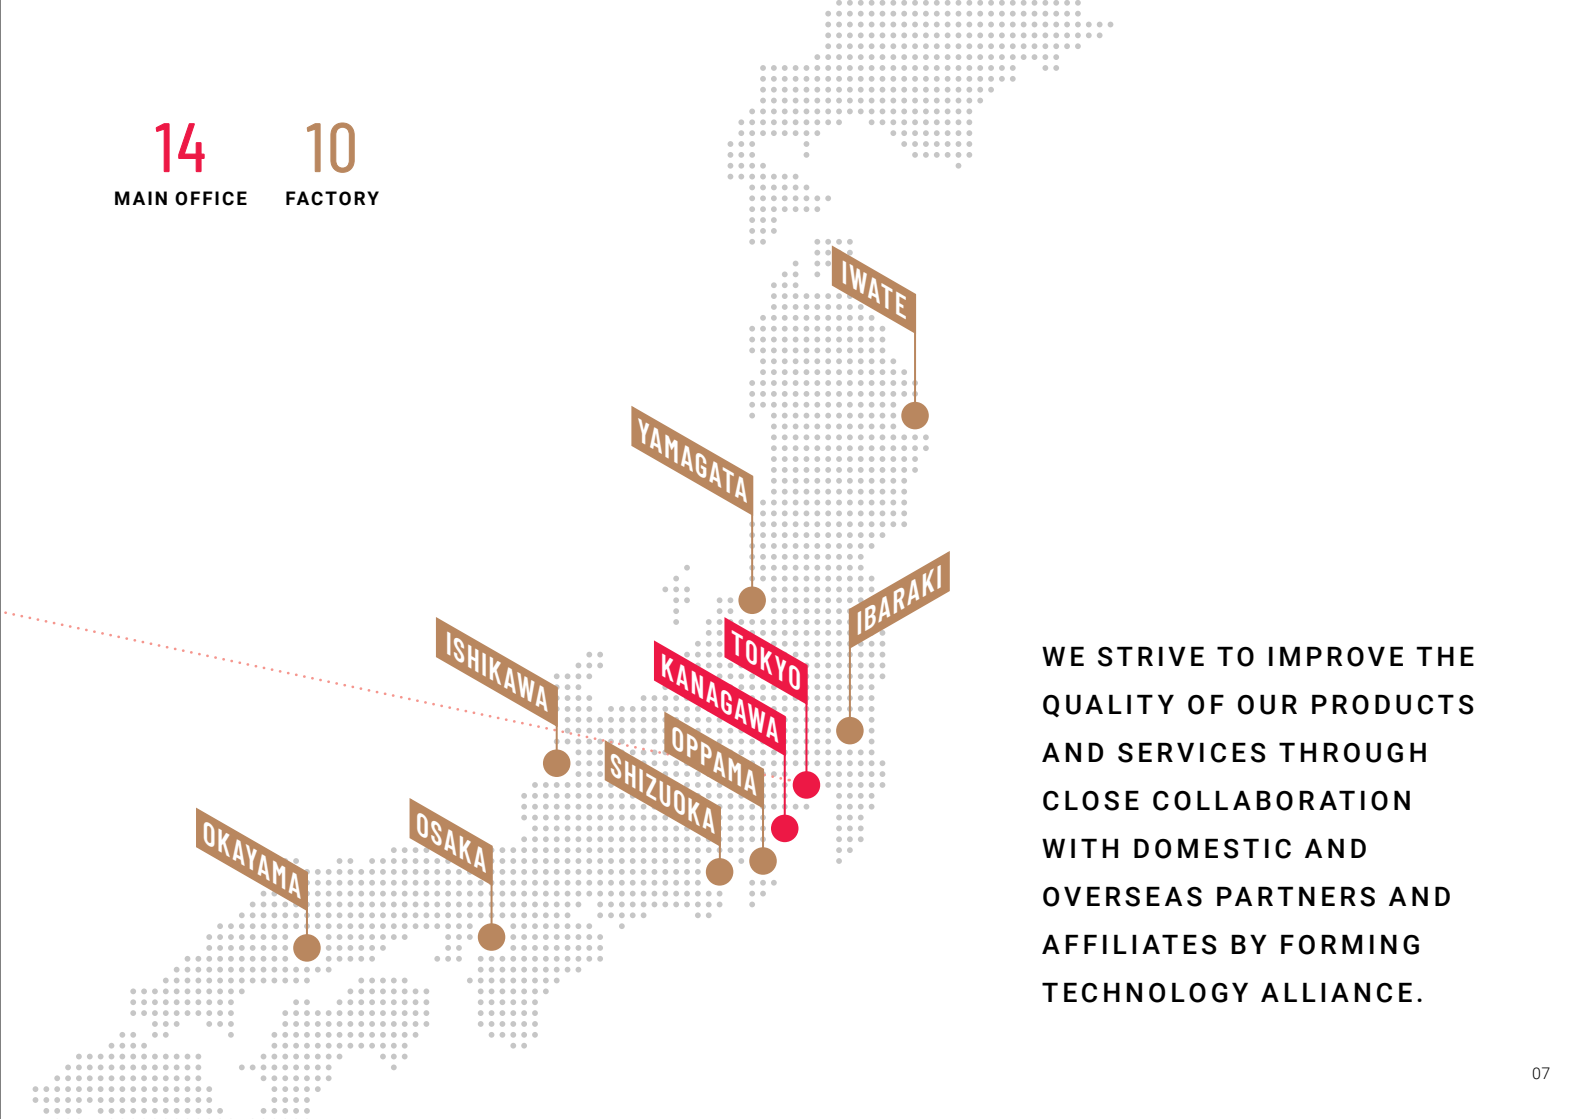 14
MAIN OFFICE
10
FACTORY
IWATE
YAMAGATA
IBARAKI
ISHIKAWA
TOKYO
KANAGAWA
OPPAMA
SHIZUOKA
OSAKA
OKAYAMA
WE STRIVE TO IMPROVE THE
QUALITY OF OUR PRODUCTS
AND SERVICES THROUGH
CLOSE COLLABORATION
WITH DOMESTIC AND
OVERSEAS PARTNERS AND
AFFILIATES BY FORMING
TECHNOLOGY ALLIANCE.
07